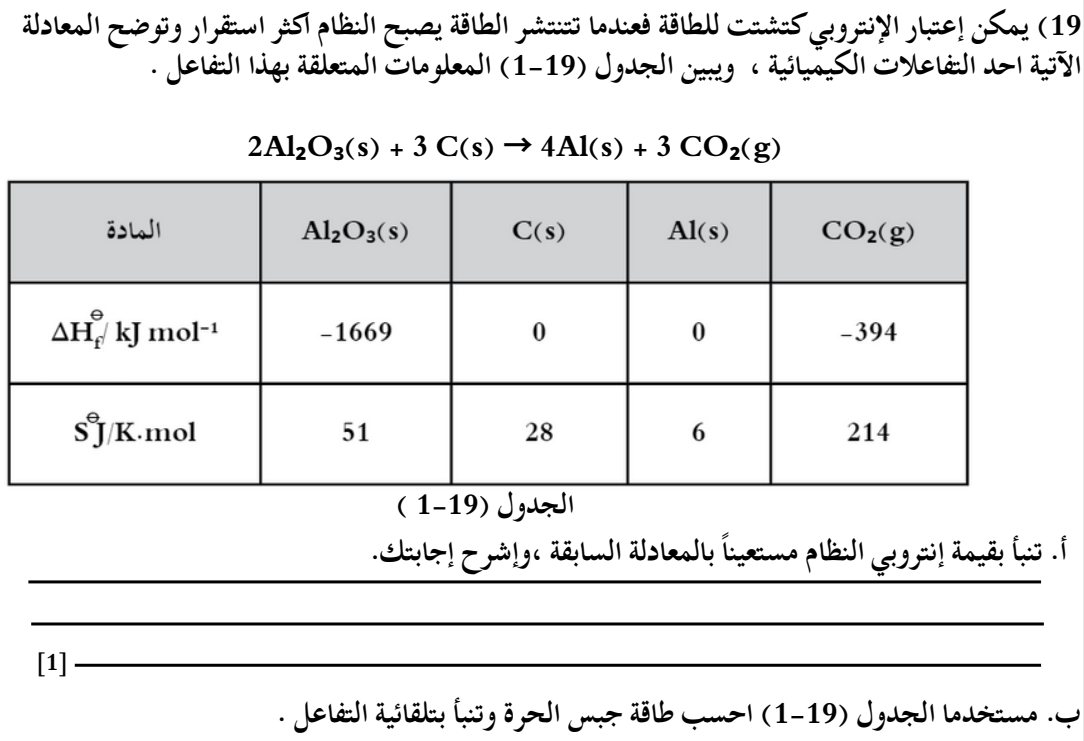 19) يمكن إعتبار الإنتروبي كتشتت للطاقة فعندما تتنتشر الطاقة يصبح النظام اكثر استقرار وتوضح المعادلة
الآتية احد التفاعلات الكيميائية ، ويبين الجدول (19-1) المعلومات المتعلقة بهذا التفاعل .
2Al₂O₃(s) + 3 C(s) → 4Al(s) + 3 CO₂(g)
المادة Al₂O₃(s) C(s) Al(s) CO₂(g)
ΔH_f^⊖/ kJ mol⁻¹ -1669 0 0 -394
S^⊖J/K.mol 51 28 6 214
الجدول (19-1 )
أ. تنبأ بقيمة إنتروبي النظام مستعيناً بالمعادلة السابقة ،وإشرح إجابتك.
[1]
ب. مستخدما الجدول (19-1) احسب طاقة جبس الحرة وتنبأ بتلقائية التفاعل .